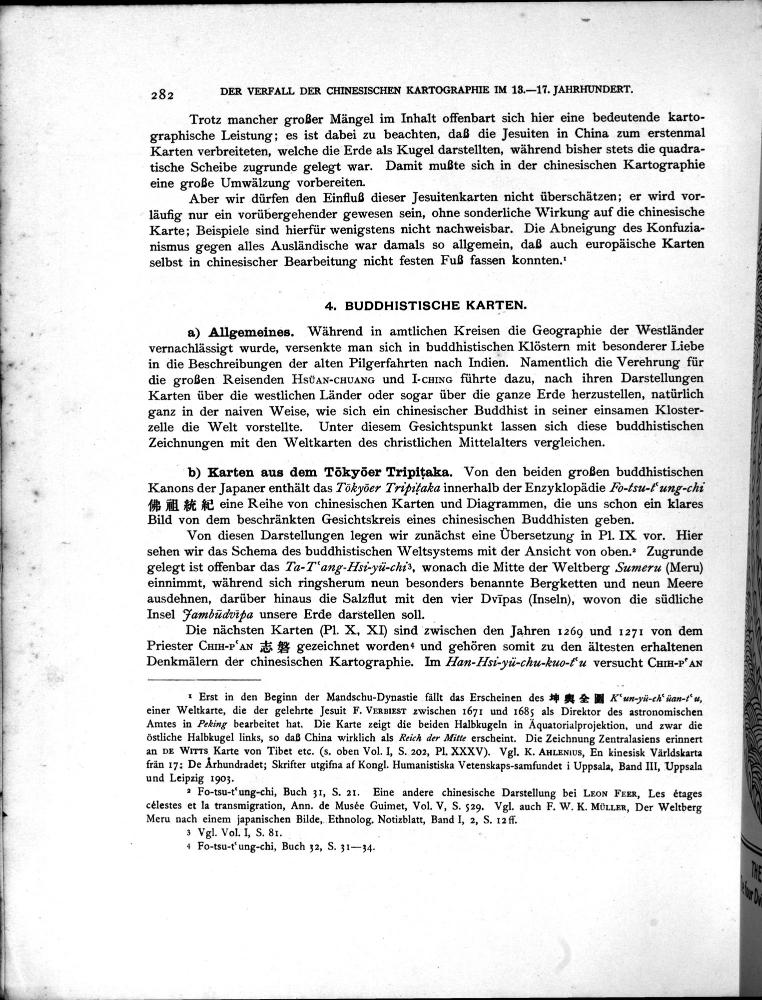 282
DER VERFALL DER CHINESISCHEN KARTOGRAPHIE IM 13.—17. JAHRHUNDERT.
Trotz mancher großer Mängel im Inhalt offenbart sich hier eine bedeutende karto-
graphische Leistung; es ist dabei zu beachten, daß die Jesuiten in China zum erstenmal
Karten verbreiteten, welche die Erde als Kugel darstellten, während bisher stets die quadra-
tische Scheibe zugrunde gelegt war. Damit mußte sich in der chinesischen Kartographie
eine große Umwälzung vorbereiten.
Aber wir dürfen den Einfluß dieser Jesuitenkarten nicht überschätzen; er wird vor-
läufig nur ein vorübergehender gewesen sein, ohne sonderliche Wirkung auf die chinesische
Karte; Beispiele sind hierfür wenigstens nicht nachweisbar. Die Abneigung des Konfuzia-
nismus gegen alles Ausländische war damals so allgemein, daß auch europäische Karten
selbst in chinesischer Bearbeitung nicht festen Fuß fassen konnten.¹
4. BUDDHISTISCHE KARTEN.
a) Allgemeines. Während in amtlichen Kreisen die Geographie der Westländer
vernachlässigt wurde, versenkte man sich in buddhistischen Klöstern mit besonderer Liebe
in die Beschreibungen der alten Pilgerfahrten nach Indien. Namentlich die Verehrung für
die großen Reisenden HSÜAN-CHUANG und I-CHING führte dazu, nach ihren Darstellungen
Karten über die westlichen Länder oder sogar über die ganze Erde herzustellen, natürlich
ganz in der naiven Weise, wie sich ein chinesischer Buddhist in seiner einsamen Kloster-
zelle die Welt vorstellte. Unter diesem Gesichtspunkt lassen sich diese buddhistischen
Zeichnungen mit den Weltkarten des christlichen Mittelalters vergleichen.
b) Karten aus dem Tōkyōer Tripiṭaka. Von den beiden großen buddhistischen
Kanons der Japaner enthält das Tōkyōer Tripiṭaka innerhalb der Enzyklopädie Fo-tsu-t‘ung-chi
佛祖統紀 eine Reihe von chinesischen Karten und Diagrammen, die uns schon ein klares
Bild von dem beschränkten Gesichtskreis eines chinesischen Buddhisten geben.
Von diesen Darstellungen legen wir zunächst eine Übersetzung in Pl. IX vor. Hier
sehen wir das Schema des buddhistischen Weltsystems mit der Ansicht von oben.² Zugrunde
gelegt ist offenbar das Ta-T‘ang-Hsi-yü-chi³, wonach die Mitte der Weltberg Sumeru (Meru)
einnimmt, während sich ringsherum neun besonders benannte Bergketten und neun Meere
ausdehnen, darüber hinaus die Salzflut mit den vier Dvīpas (Inseln), wovon die südliche
Insel Jambūdvīpa unsere Erde darstellen soll.
Die nächsten Karten (Pl. X, XI) sind zwischen den Jahren 1269 und 1271 von dem
Priester CHIH-P‘AN 志磐 gezeichnet worden⁴ und gehören somit zu den ältesten erhaltenen
Denkmälern der chinesischen Kartographie. Im Han-Hsi-yü-chu-kuo-t‘u versucht CHIH-P‘AN
¹ Erst in den Beginn der Mandschu-Dynastie fällt das Erscheinen des 坤輿全圖 K‘un-yü-ch‘üan-t‘u,
einer Weltkarte, die der gelehrte Jesuit F. VERBIEST zwischen 1671 und 1685 als Direktor des astronomischen
Amtes in Peking bearbeitet hat. Die Karte zeigt die beiden Halbkugeln in Äquatorialprojektion, und zwar die
östliche Halbkugel links, so daß China wirklich als Reich der Mitte erscheint. Die Zeichnung Zentralasiens erinnert
an DE WITTS Karte von Tibet etc. (s. oben Vol. I, S. 202, Pl. XXXV). Vgl. K. AHLENIUS, En kinesisk Världskarta
från 17: De Århundradet; Skrifter utgifna af Kongl. Humanistiska Vetenskaps-samfundet i Uppsala, Band III, Uppsala
und Leipzig 1903.
² Fo-tsu-t‘ung-chi, Buch 31, S. 21. Eine andere chinesische Darstellung bei LEON FEER, Les étages
célestes et la transmigration, Ann. de Musée Guimet, Vol. V, S. 529. Vgl. auch F. W. K. MÜLLER, Der Weltberg
Meru nach einem japanischen Bilde, Ethnolog. Notizblatt, Band I, 2, S. 12 ff.
³ Vgl. Vol. I, S. 81.
⁴ Fo-tsu-t‘ung-chi, Buch 32, S. 31—34.
THE